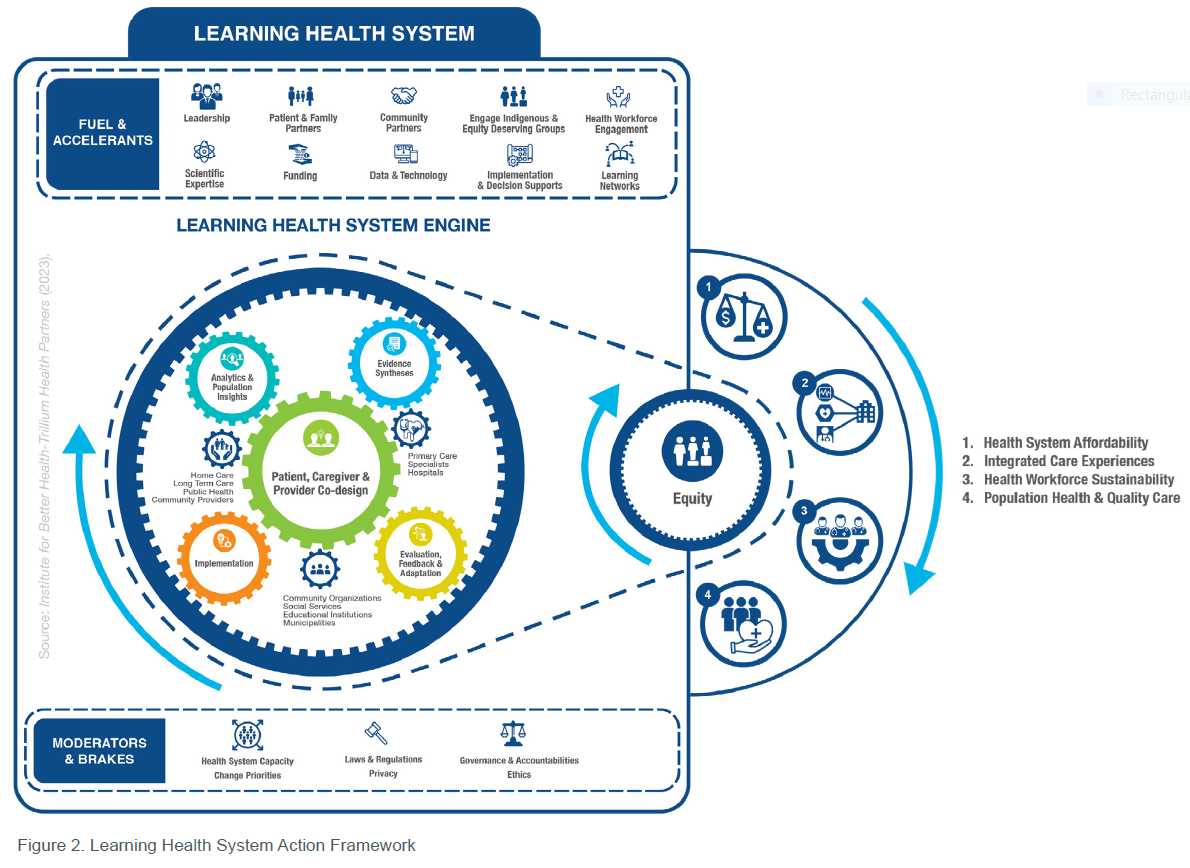 LEARNING HEALTH SYSTEM
FUEL &
ACCELERANTS
Leadership
Patient & Family
Partners
Community
Partners
Engage Indigenous &
Equity Deserving Groups
Health Workforce
Engagement
Scientific
Expertise
Funding
Data & Technology
Implementation
& Decision Supports
Learning
Networks
Rectangula
LEARNING HEALTH SYSTEM ENGINE
Source: Institute for Better Health-Trillium Health Partners (2023).
Analytics &
Population
Insights
Evidence
Syntheses
Patient, Caregiver &
Provider Co-design
Primary Care
Specialists
Hospitals
Home Care
Long Term Care
Public Health
Community Providers
Implementation
Evaluation,
Feedback &
Adaptation
Community Organizations
Social Services
Educational Institutions
Municipalities
Equity
1
$
2
3
4
1. Health System Affordability
2. Integrated Care Experiences
3. Health Workforce Sustainability
4. Population Health & Quality Care
MODERATORS
& BRAKES
Health System Capacity
Change Priorities
Laws & Regulations
Privacy
Governance & Accountabilities
Ethics
Figure 2. Learning Health System Action Framework